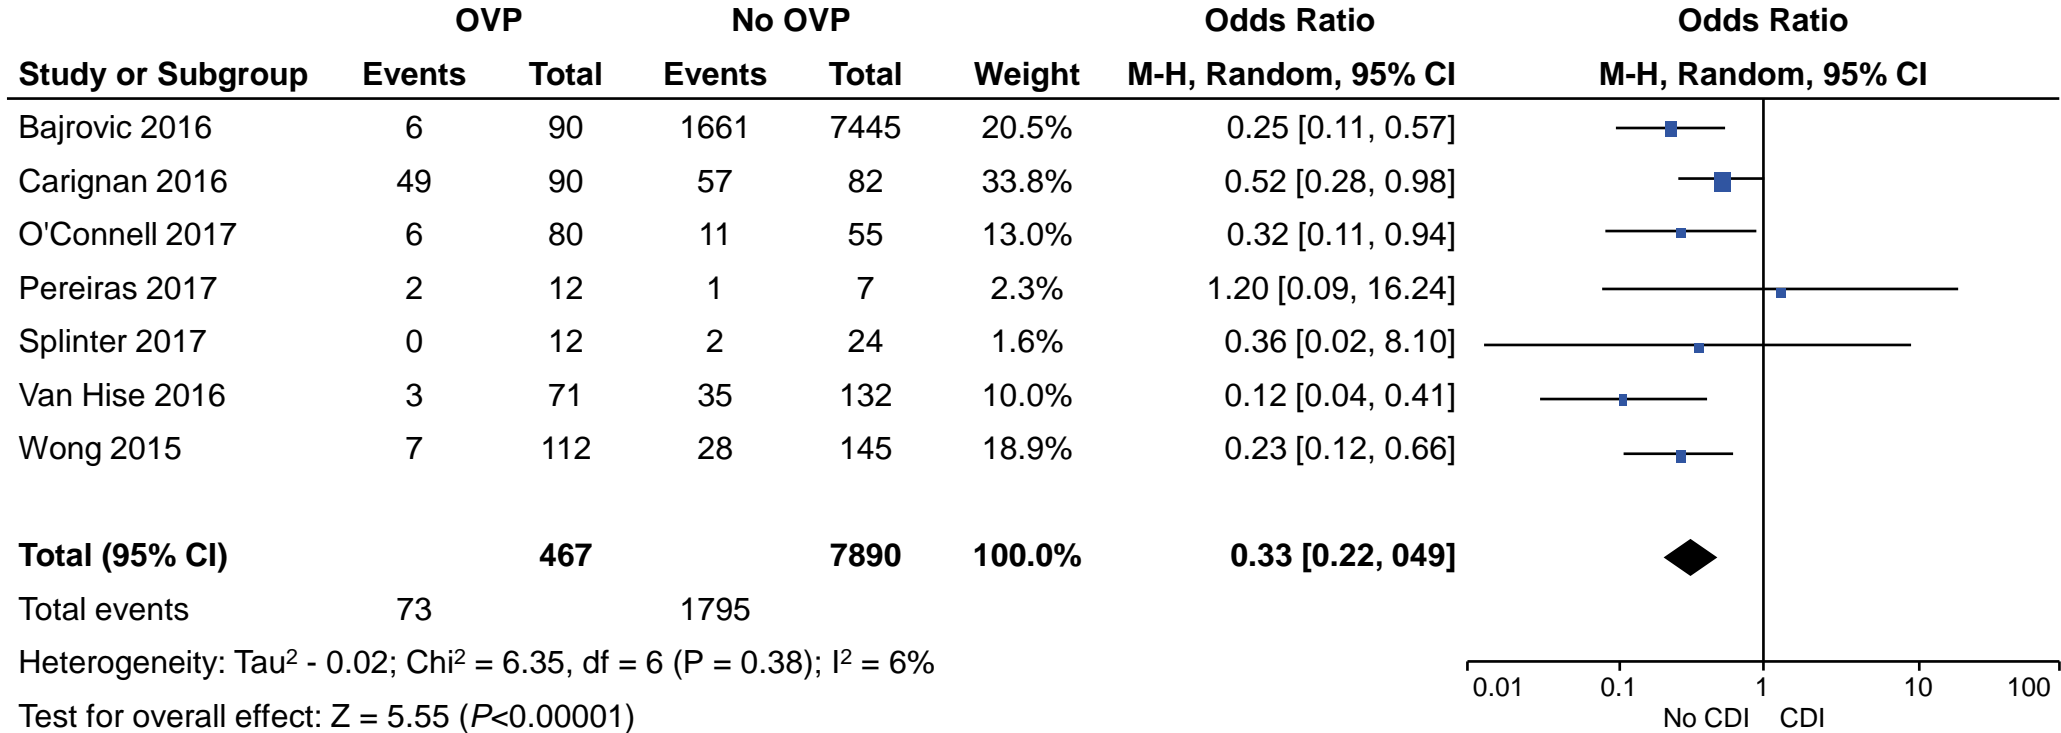 OVP No OVP Odds Ratio Odds Ratio
Study or Subgroup Events Total Events Total Weight M-H, Random, 95% CI M-H, Random, 95% CI
Bajrovic 2016 6 90 1661 7445 20.5% 0.25 [0.11, 0.57]
Carignan 2016 49 90 57 82 33.8% 0.52 [0.28, 0.98]
O'Connell 2017 6 80 11 55 13.0% 0.32 [0.11, 0.94]
Pereiras 2017 2 12 1 7 2.3% 1.20 [0.09, 16.24]
Splinter 2017 0 12 2 24 1.6% 0.36 [0.02, 8.10]
Van Hise 2016 3 71 35 132 10.0% 0.12 [0.04, 0.41]
Wong 2015 7 112 28 145 18.9% 0.23 [0.12, 0.66]
Total (95% CI) 467 7890 100.0% 0.33 [0.22, 049]
Total events 73 1795
Heterogeneity: Tau² - 0.02; Chi² = 6.35, df = 6 (P = 0.38); I² = 6%
0.01 0.1 1 10 100
Test for overall effect: Z = 5.55 (P<0.00001)
No CDI CDI